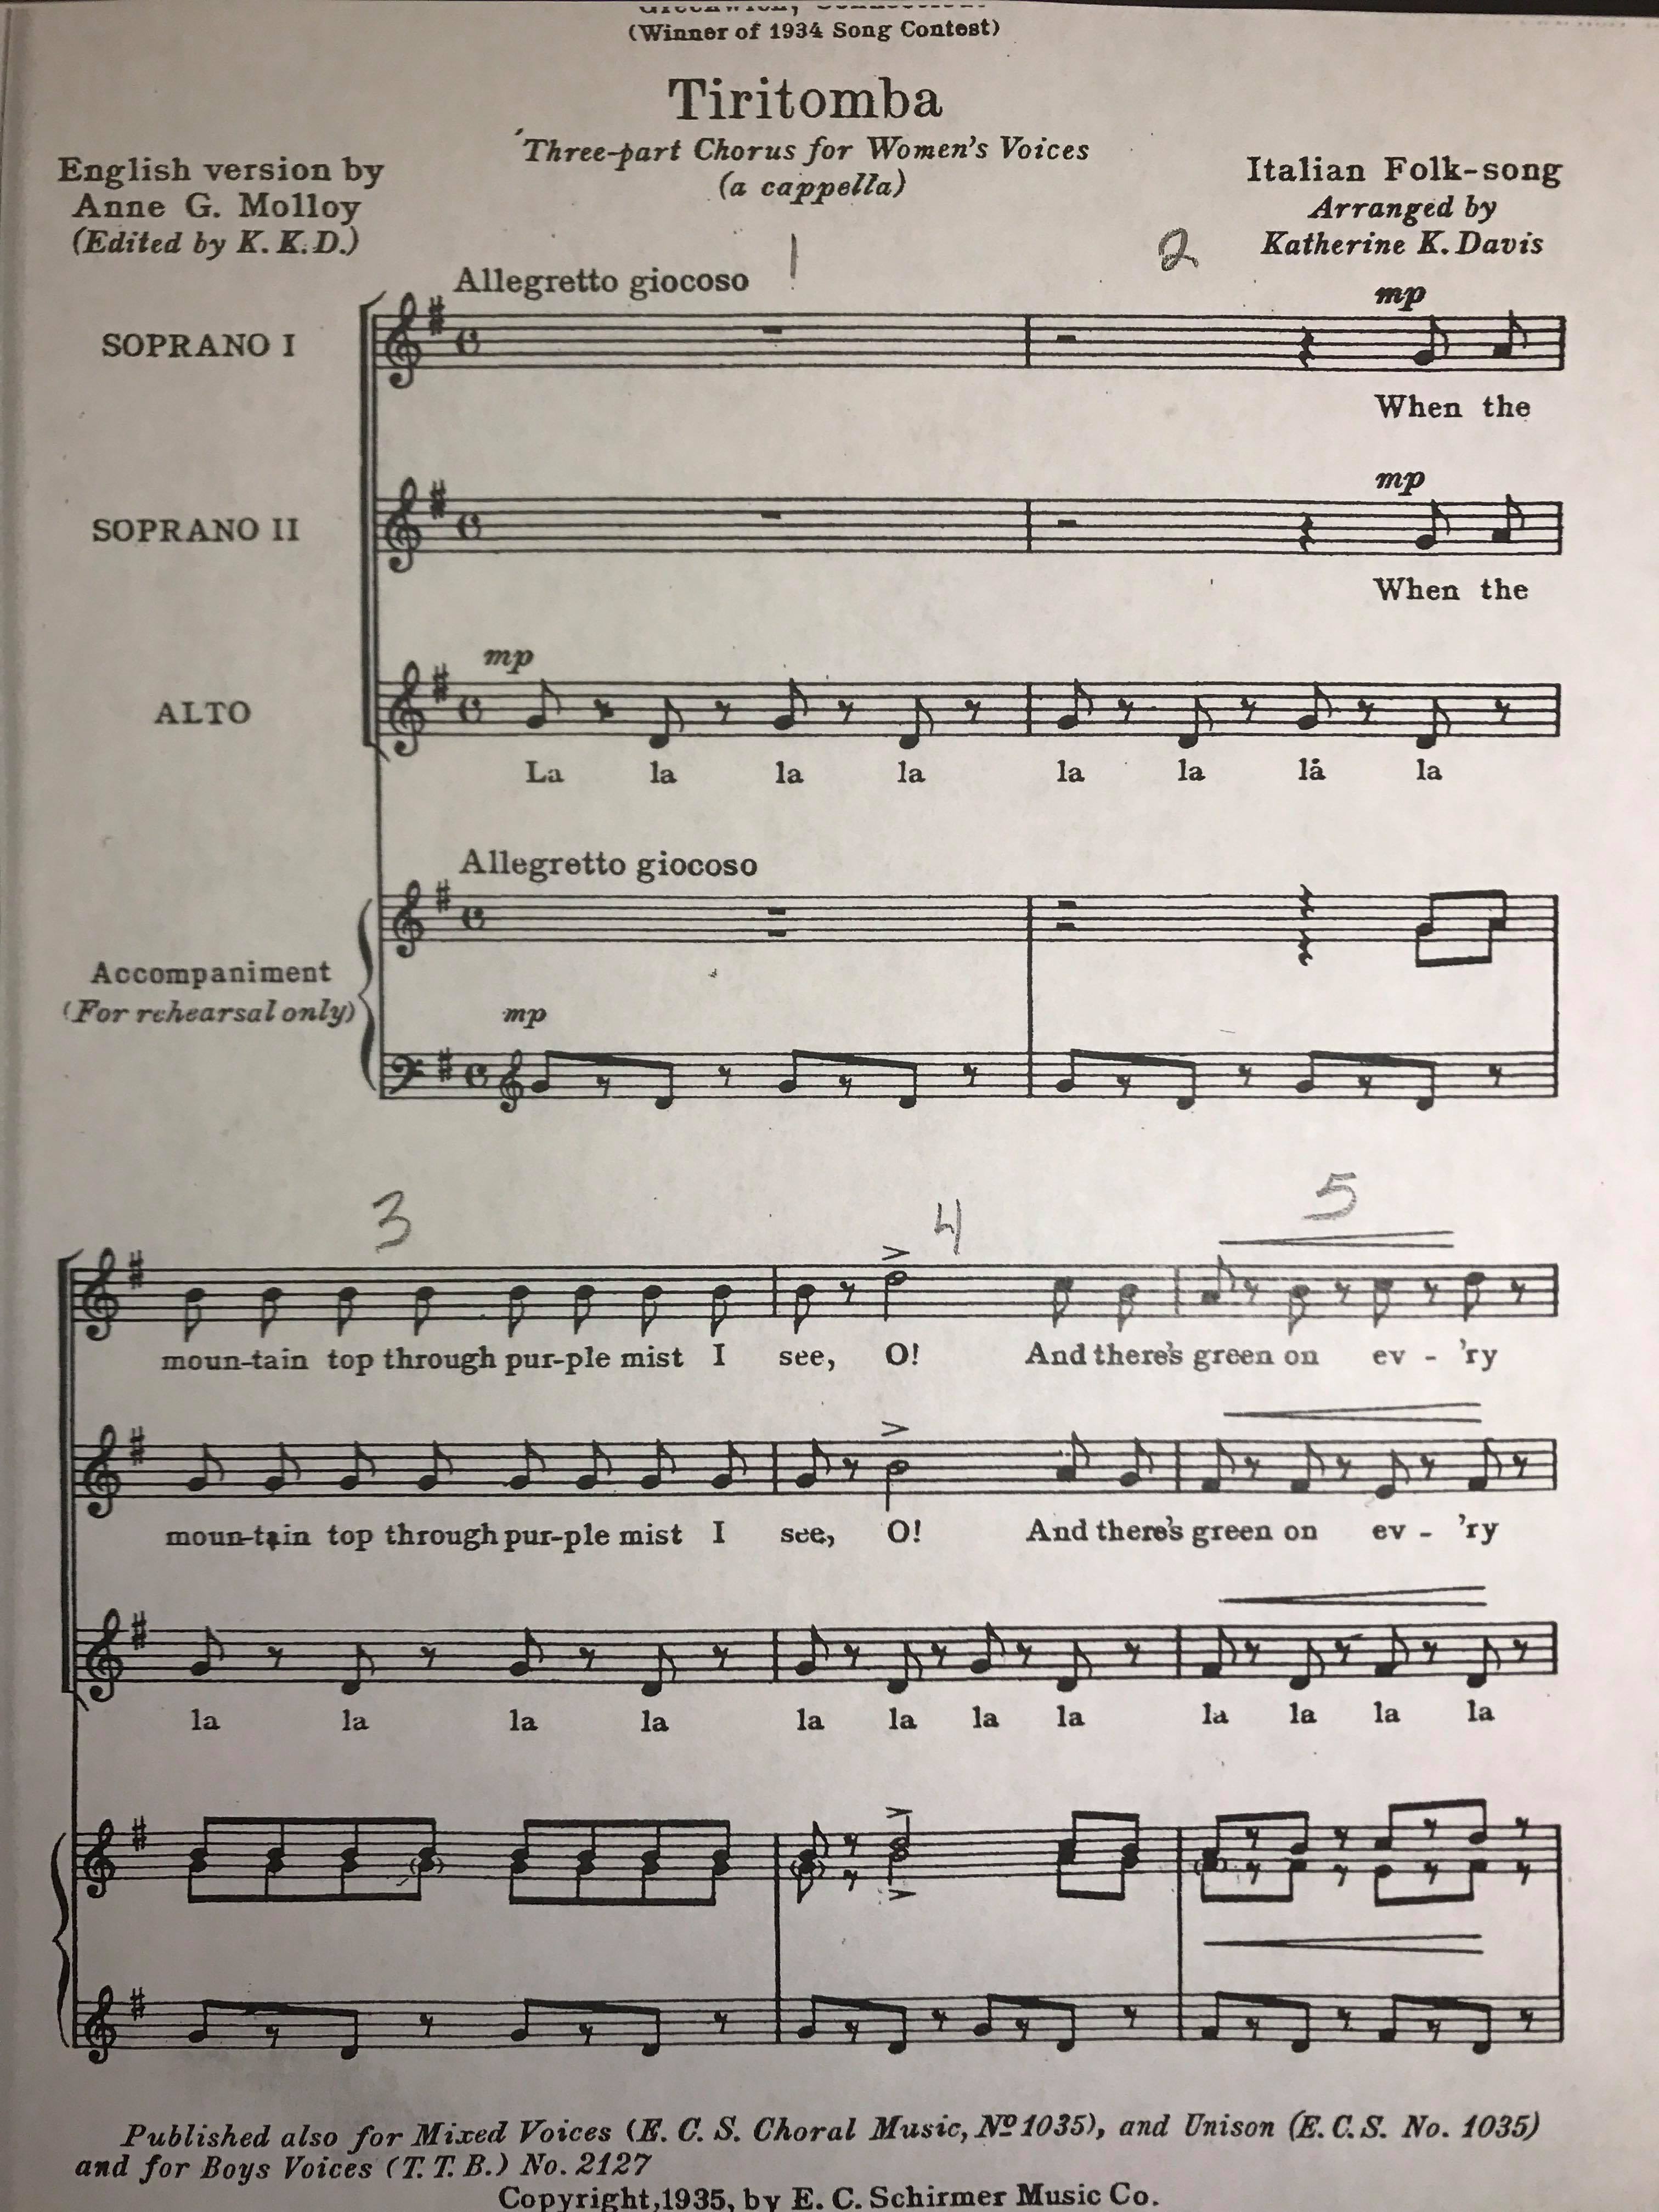 (Winner of 1934 Song Contest)
Tiritomba
Three-part Chorus for Women's Voices
(a cappella)
English version by
Anne G. Molloy
(Edited by K. K. D.)
Italian Folk-song
Arranged by
Katherine K. Davis
1
2
Allegretto giocoso
mp
SOPRANO I
When the
mp
SOPRANO II
When the
mp
ALTO
La la la la la la la la
Allegretto giocoso
Accompaniment
(For rehearsal only)
mp
3
4
5
moun-tain top through pur-ple mist I see, O! And there's green on ev - 'ry
moun-tain top through pur-ple mist I see, O! And there's green on ev - 'ry
la la la la la la la la la la la la
Published also for Mixed Voices (E. C. S. Choral Music, Nº 1035), and Unison (E. C. S. No. 1035)
and for Boys Voices (T. T. B.) No. 2127
Copyright, 1935, by E. C. Schirmer Music Co.